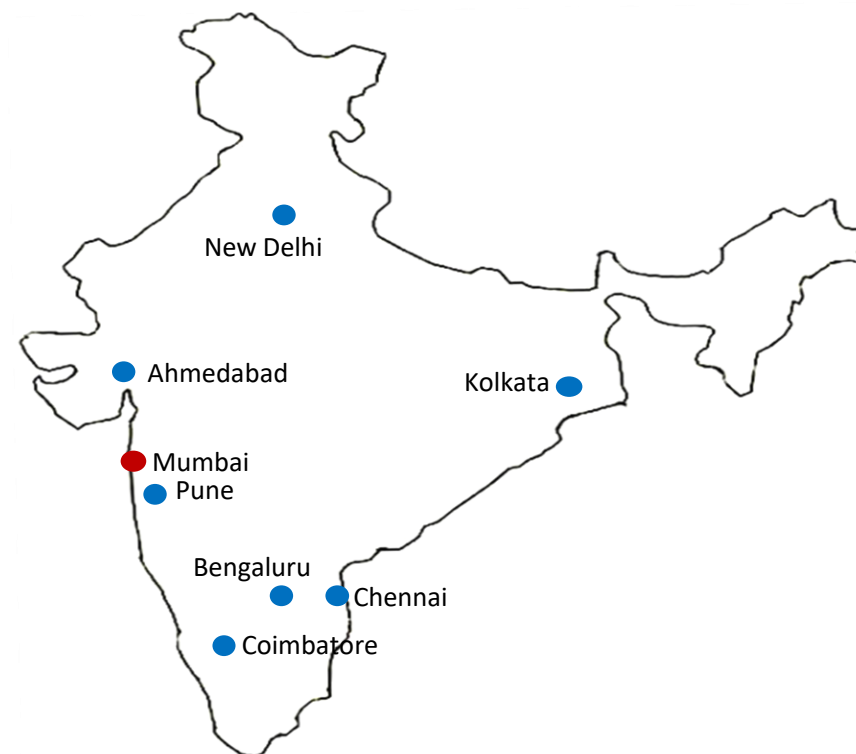 New Delhi
Ahmedabad
Kolkata
Mumbai
Pune
Bengaluru
Chennai
Coimbatore